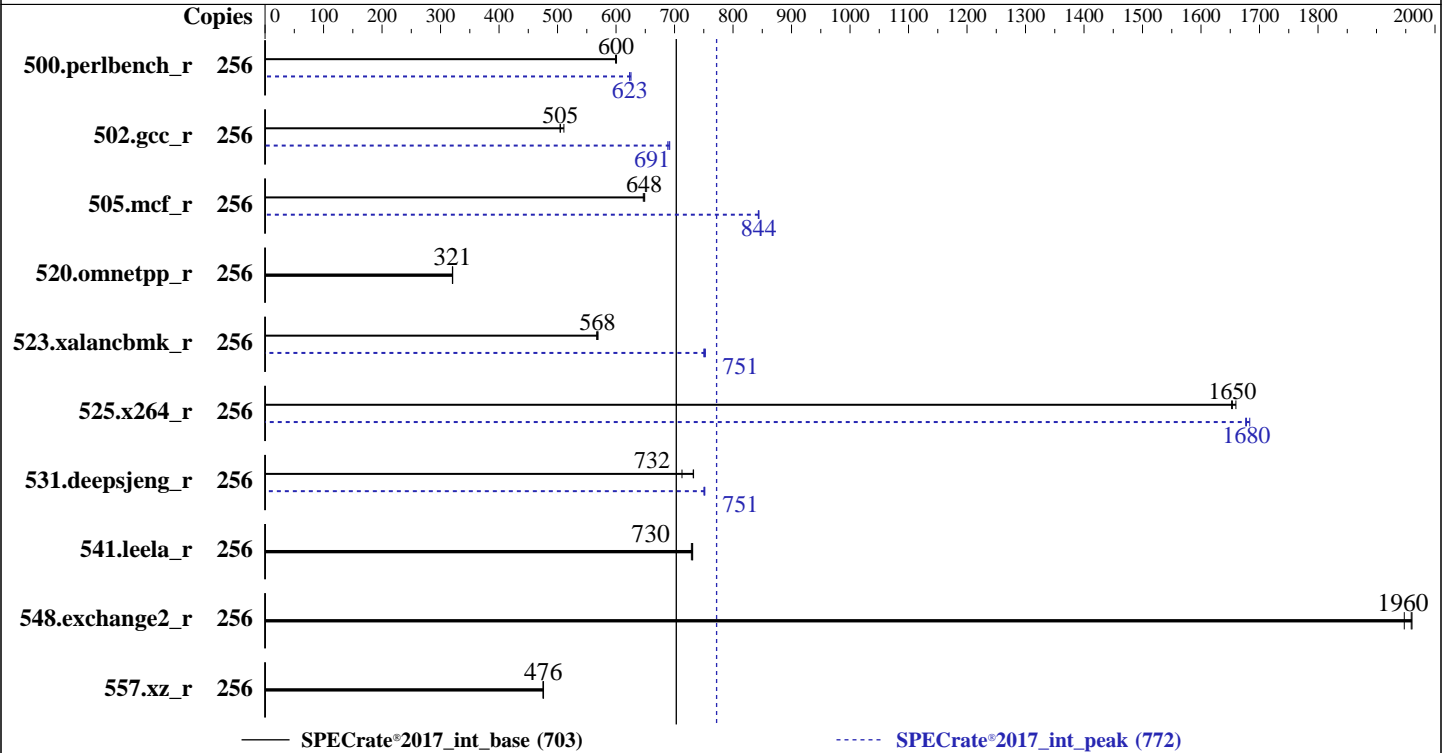 Copies 0 100 200 300 400 500 600 700 800 900 1000 1100 1200 1300 1400 1500 1600 1700 1800 2000
600
500.perlbench_r 256
623
505
502.gcc_r 256
691
648
505.mcf_r 256
844
321
520.omnetpp_r 256
568
523.xalancbmk_r 256
751
1650
525.x264_r 256
1680
732
531.deepsjeng_r 256
751
730
541.leela_r 256
1960
548.exchange2_r 256
476
557.xz_r 256
SPECrate®2017_int_base (703) SPECrate®2017_int_peak (772)